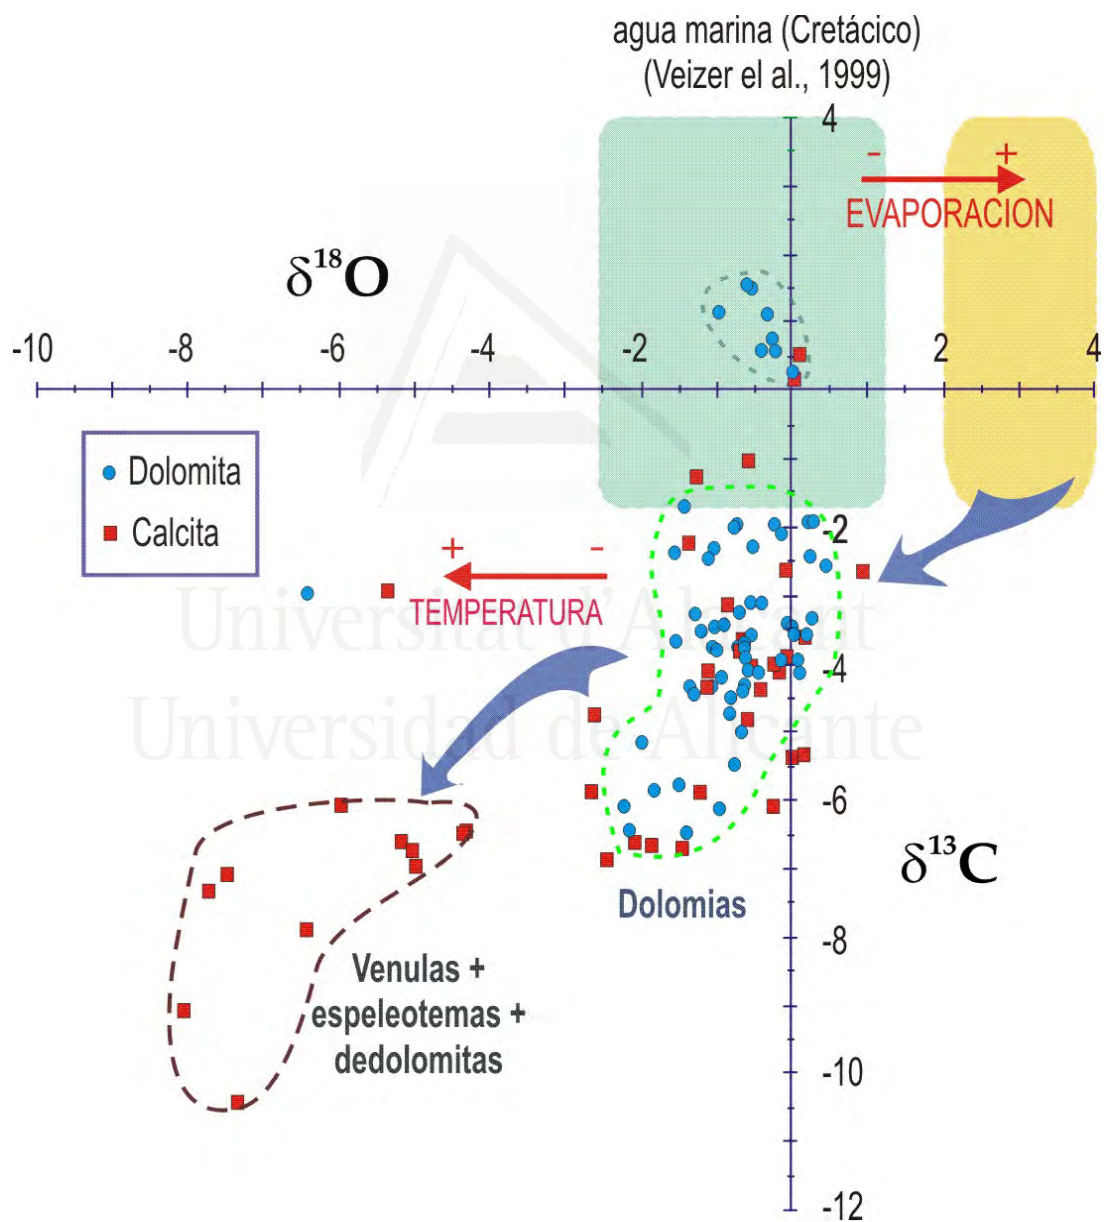 agua marina (Cretácico)
(Veizer el al., 1999)
4
- +
EVAPORACION
δ¹⁸O
-10 -8 -6 -4 -2 2 4
Dolomita
Calcita
-2
+ -
TEMPERATURA
Universitat d'Alacant
-4
Universidad de Alicante
-6
δ¹³C
Dolomias
-8
Venulas +
espeleotemas +
dedolomitas
-10
-12